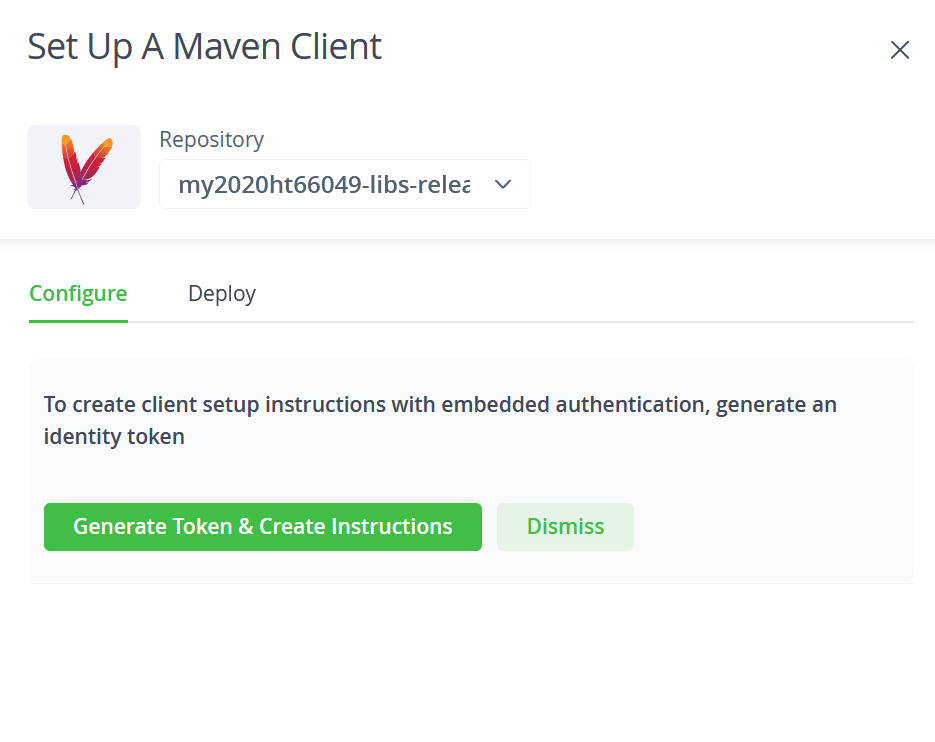 Set Up A Maven Client
Repository
my2020ht66049-libs-relea
Configure
Deploy
To create client setup instructions with embedded authentication, generate an
identity token
Generate Token & Create Instructions
Dismiss